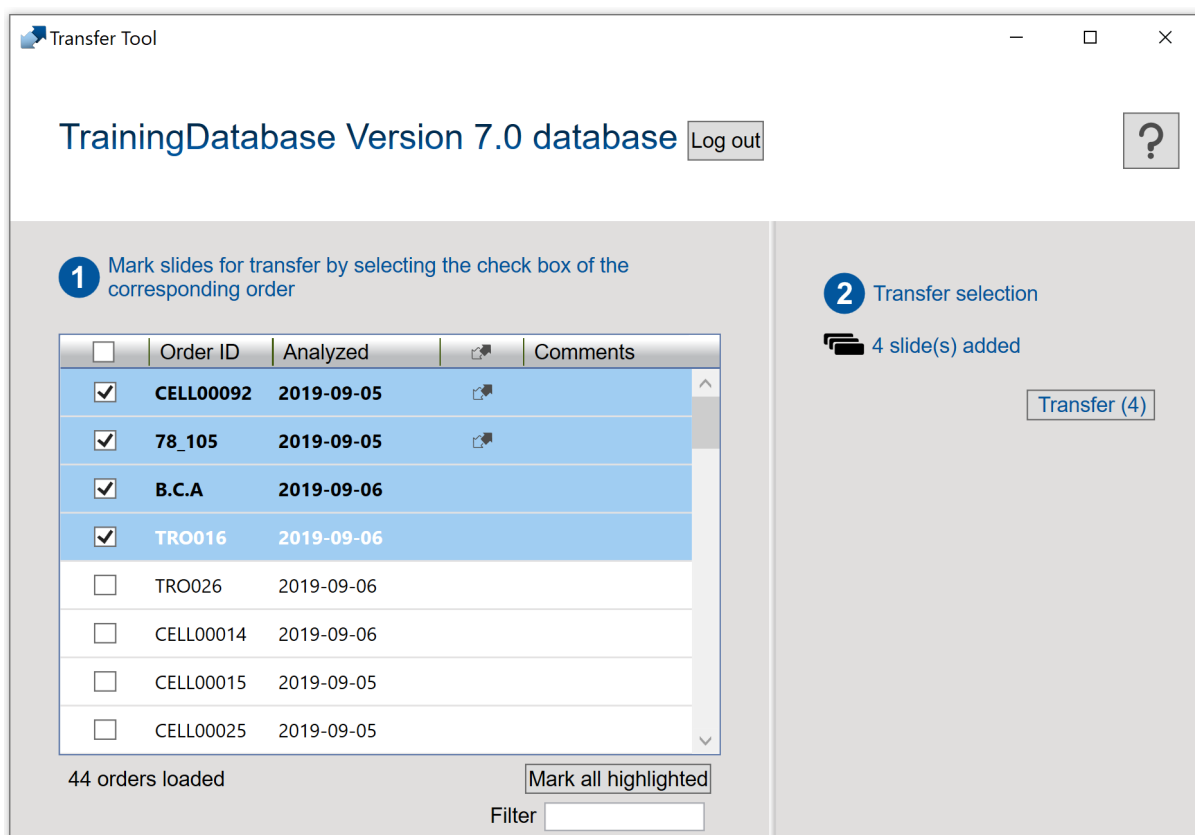 Transfer Tool
TrainingDatabase Version 7.0 database Log out
?
1 Mark slides for transfer by selecting the check box of the
corresponding order
Order ID Analyzed Comments
CELL00092 2019-09-05
78_105 2019-09-05
B.C.A 2019-09-06
TRO016 2019-09-06
TRO026 2019-09-06
CELL00014 2019-09-06
CELL00015 2019-09-05
CELL00025 2019-09-05
44 orders loaded Mark all highlighted
Filter
2 Transfer selection
4 slide(s) added
Transfer (4)